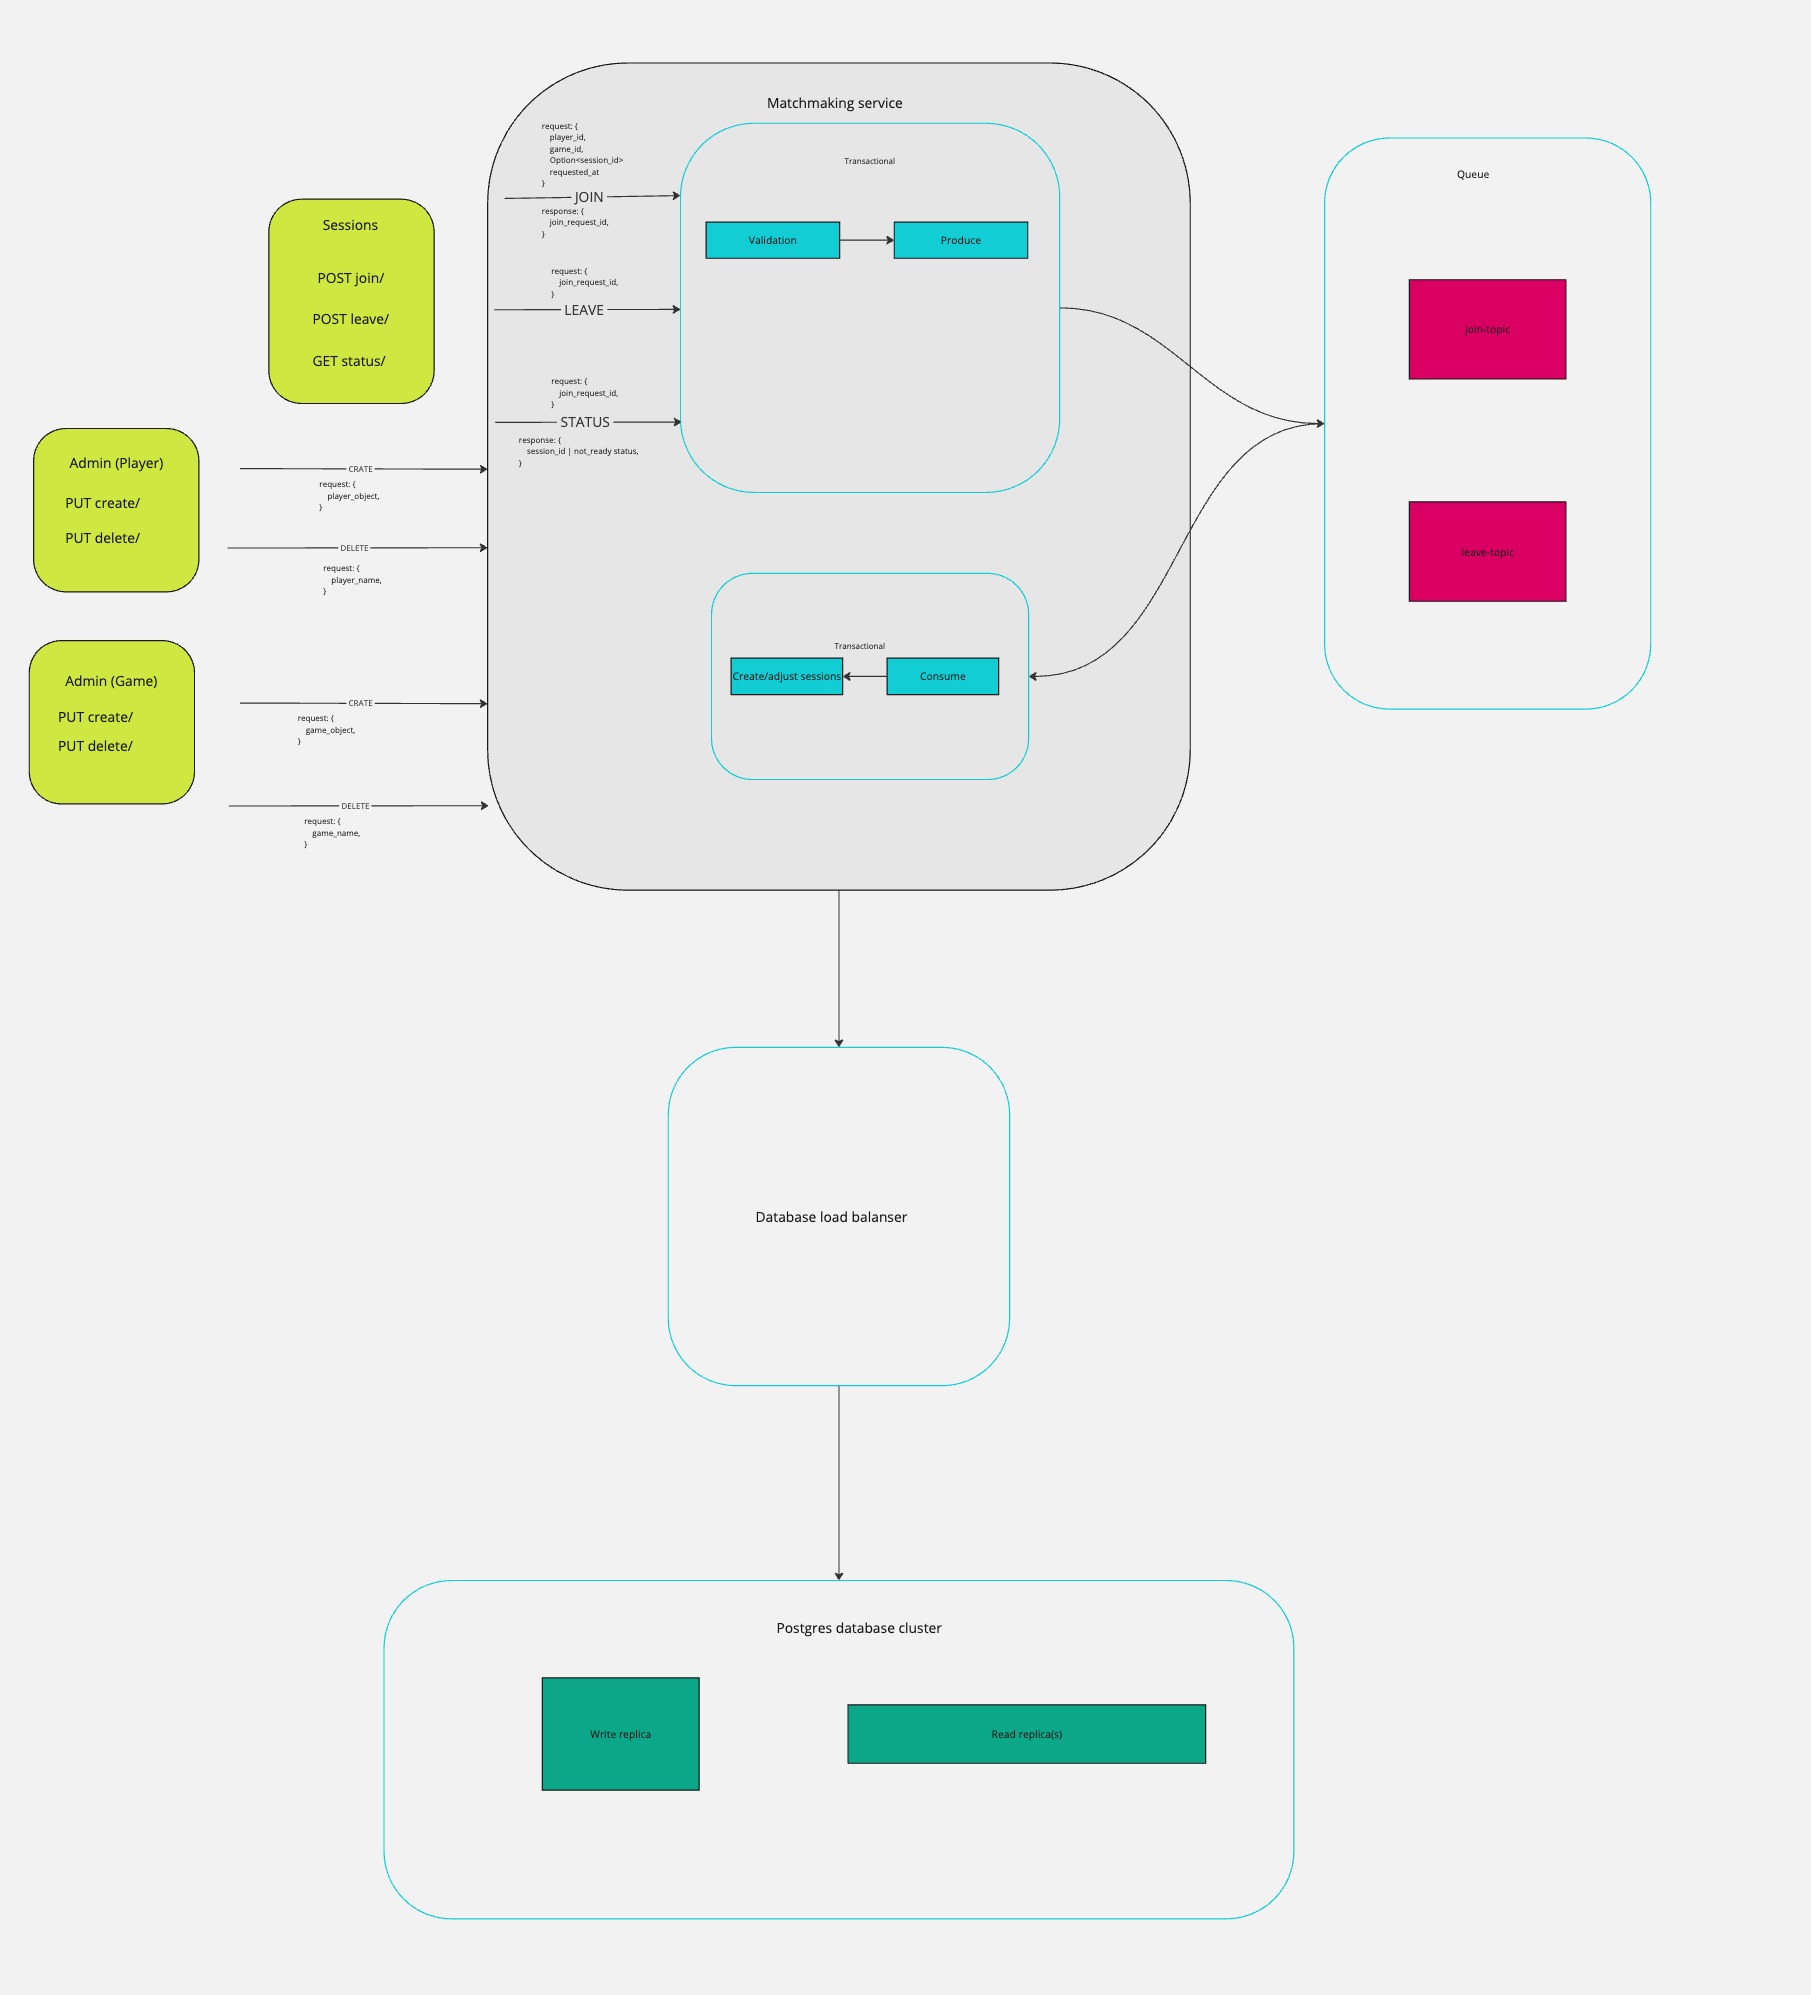 Matchmaking service
request: {
player_id,
game_id,
Option<session_id>
requested_at
}
JOIN
response: {
join_request_id,
}
Transactional
Validation
Produce
request: {
join_request_id,
}
LEAVE
request: {
join_request_id,
}
STATUS
response: {
session_id | not_ready status,
}
Queue
join-topic
leave-topic
Sessions
POST join/
POST leave/
GET status/
Admin (Player)
PUT create/
PUT delete/
CRATE
request: {
player_object,
}
DELETE
request: {
player_name,
}
Admin (Game)
PUT create/
PUT delete/
CRATE
request: {
game_object,
}
DELETE
request: {
game_name,
}
Transactional
Create/adjust sessions
Consume
Database load balanser
Postgres database cluster
Write replica
Read replica(s)